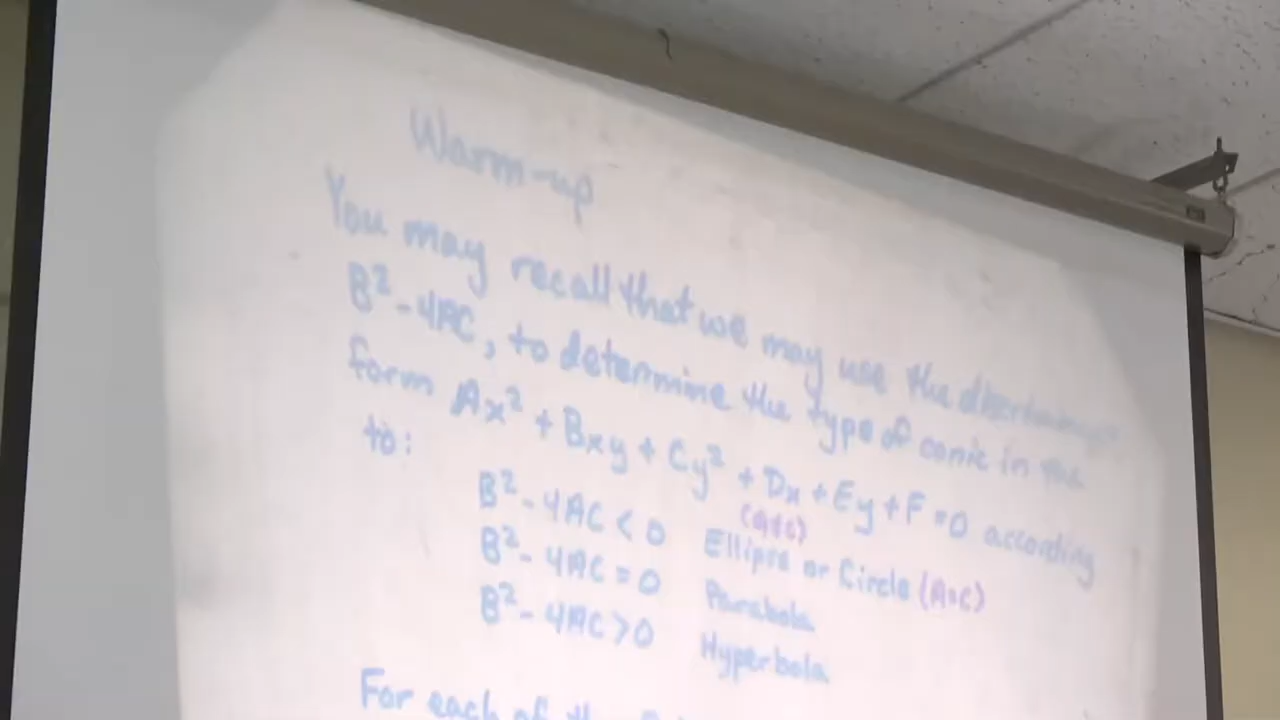 Warm-up
You may recall that we may use the discriminant
B² - 4AC, to determine the type of conic in the
form Ax² + Bxy + Cy² + Dx + Ey + F = 0 according
to:
B² - 4AC < 0 Ellipse or Circle (A=C)
B² - 4AC = 0 Parabola
B² - 4AC > 0 Hyperbola
For each of the